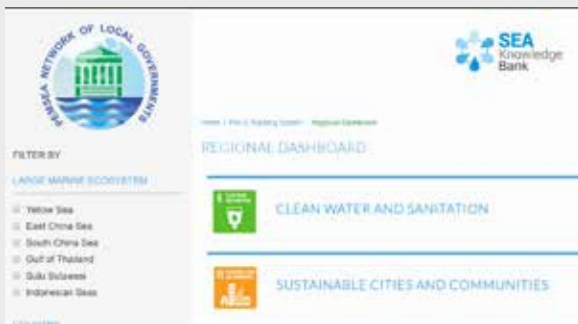 PEMSEA NETWORK OF LOCAL GOVERNMENTS
SEA
Knowledge
Bank
Regional Dashboard
REGIONAL DASHBOARD
FILTER BY
LARGE MARINE ECOSYSTEM
Yellow Sea
East China Sea
South China Sea
Gulf of Thailand
Sulu Sulawesi
Indonesian Seas
CLEAN WATER AND SANITATION
SUSTAINABLE CITIES AND COMMUNITIES